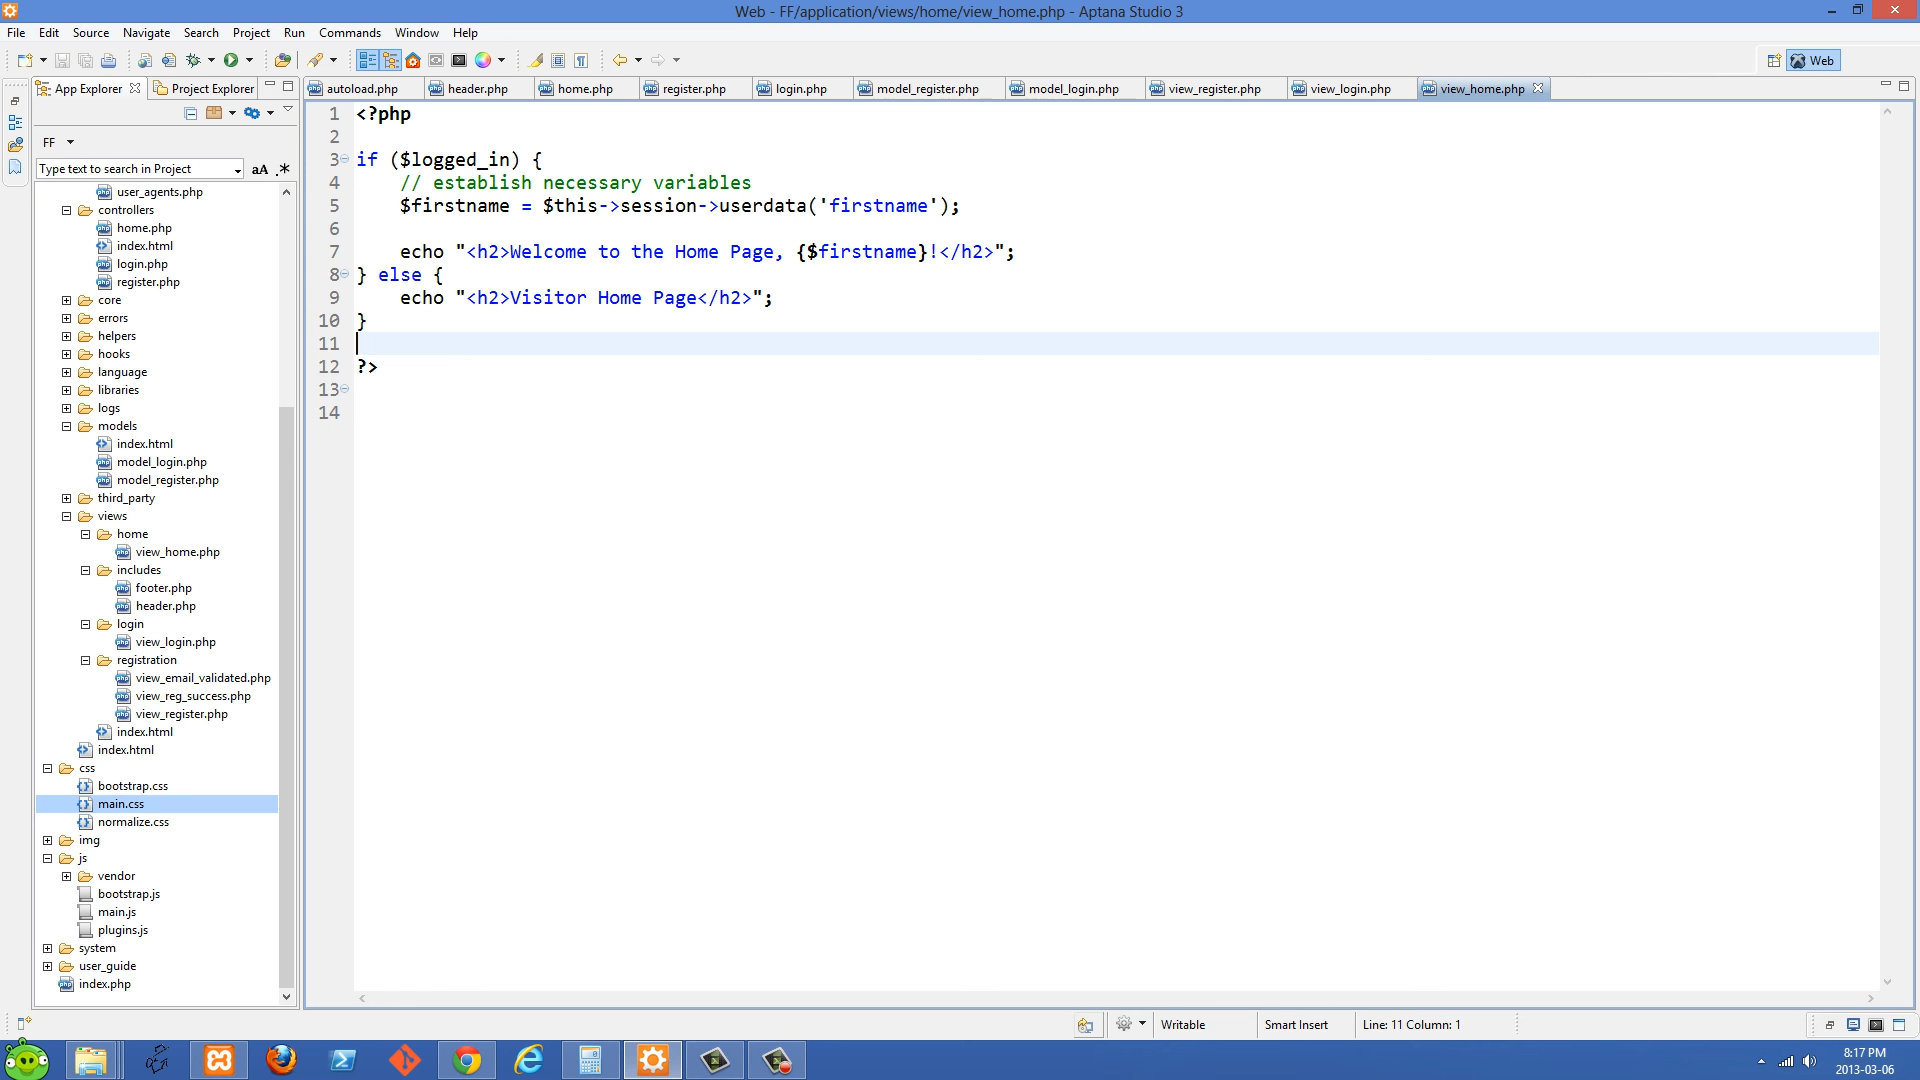 Web - FF/application/views/home/view_home.php - Aptana Studio 3
File Edit Source Navigate Search Project Run Commands Window Help
Web
App Explorer Project Explorer
autoload.php header.php home.php register.php login.php model_register.php model_login.php view_register.php view_login.php view_home.php
FF
Type text to search in Project aA .*
user_agents.php
controllers
home.php
index.html
login.php
register.php
core
errors
helpers
hooks
language
libraries
logs
models
index.html
model_login.php
model_register.php
third_party
views
home
view_home.php
includes
footer.php
header.php
login
view_login.php
registration
view_email_validated.php
view_reg_success.php
view_register.php
index.html
index.html
css
bootstrap.css
main.css
normalize.css
img
js
vendor
bootstrap.js
main.js
plugins.js
system
user_guide
index.php
1 <?php
2
3 if ($logged_in) {
4 // establish necessary variables
5 $firstname = $this->session->userdata('firstname');
6
7 echo "<h2>Welcome to the Home Page, {$firstname}!</h2>";
8 } else {
9 echo "<h2>Visitor Home Page</h2>";
10 }
11
12 ?>
13
14
Writable Smart Insert Line: 11 Column: 1
8:17 PM
2013-03-06